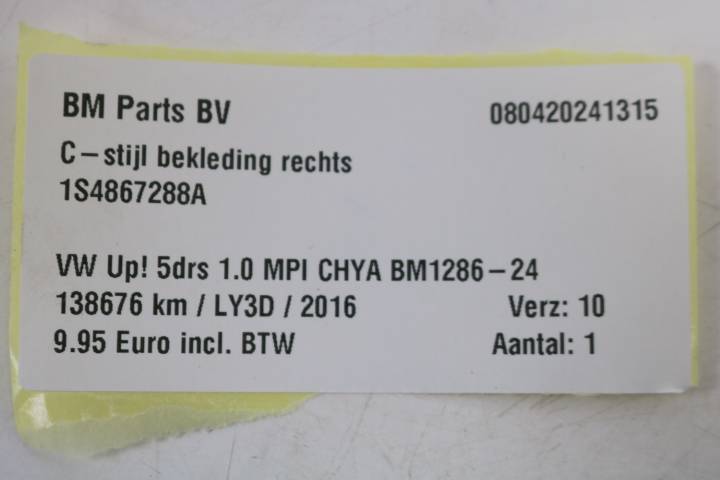 BM Parts BV 080420241315
C-stijl bekleding rechts
1S4867288A
VW Up! 5drs 1.0 MPI CHYA BM1286-24
138676 km / LY3D / 2016 Verz: 10
9.95 Euro incl. BTW Aantal: 1